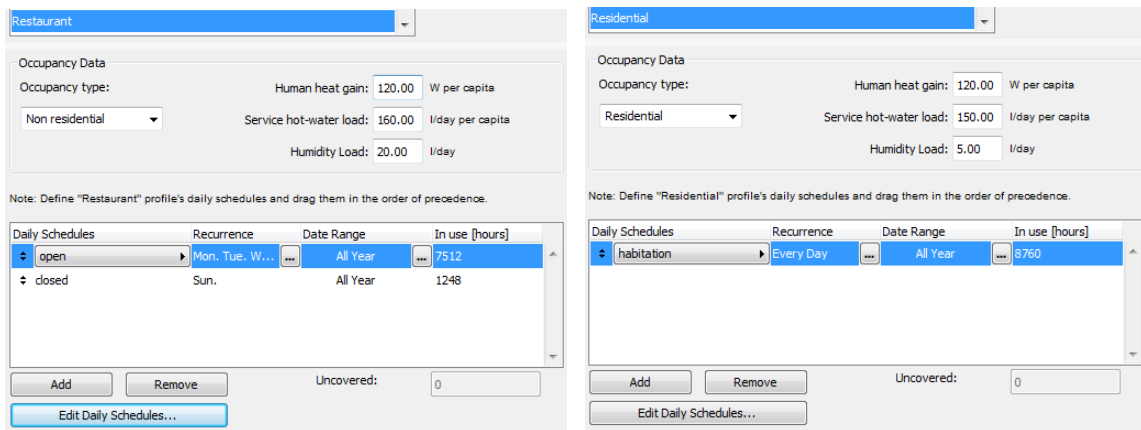 Restaurant
Occupancy Data
Occupancy type:
Human heat gain: 120.00 W per capita
Non residential
Service hot-water load: 160.00 l/day per capita
Humidity Load: 20.00 l/day
Note: Define "Restaurant" profile's daily schedules and drag them in the order of precedence.
Daily Schedules Recurrence Date Range In use [hours]
open Mon. Tue. W... ... All Year ... 7512
closed Sun. All Year 1248
Add Remove Uncovered: 0
Edit Daily Schedules...
Residential
Occupancy Data
Occupancy type:
Human heat gain: 120.00 W per capita
Residential
Service hot-water load: 150.00 l/day per capita
Humidity Load: 5.00 l/day
Note: Define "Residential" profile's daily schedules and drag them in the order of precedence.
Daily Schedules Recurrence Date Range In use [hours]
habitation Every Day ... All Year ... 8760
Add Remove Uncovered: 0
Edit Daily Schedules...